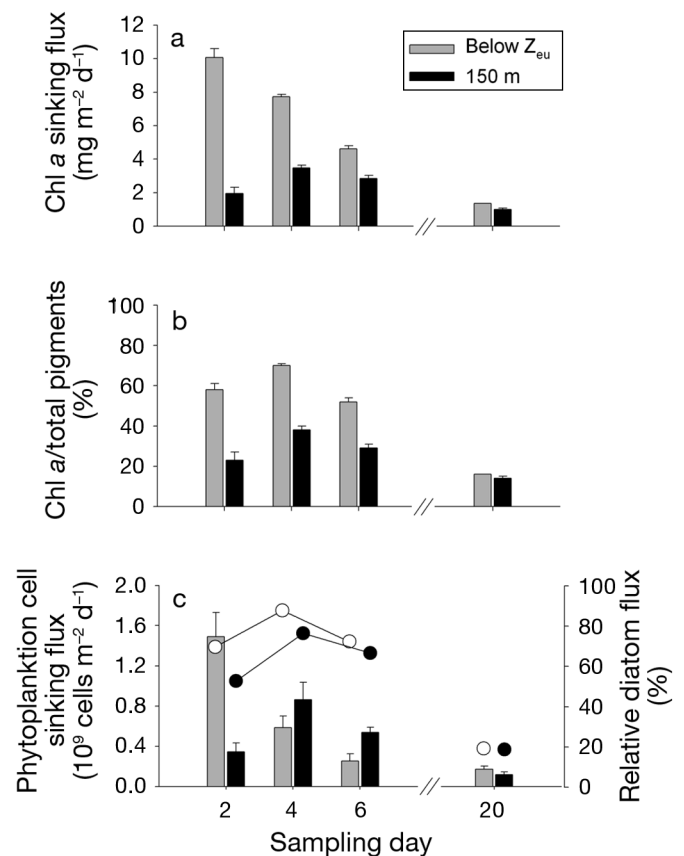 a
Below Zeu
150 m
Chl a sinking flux
(mg m–2 d–1)
12
10
8
6
4
2
0
b
Chl a/total pigments
(%)
100
80
60
40
20
0
c
Phytoplanktion cell
sinking flux
(109 cells m–2 d–1)
2.0
1.6
1.2
0.8
0.4
0.0
100
80
60
40
20
0
Relative diatom flux
(%)
2 4 6 20
Sampling day